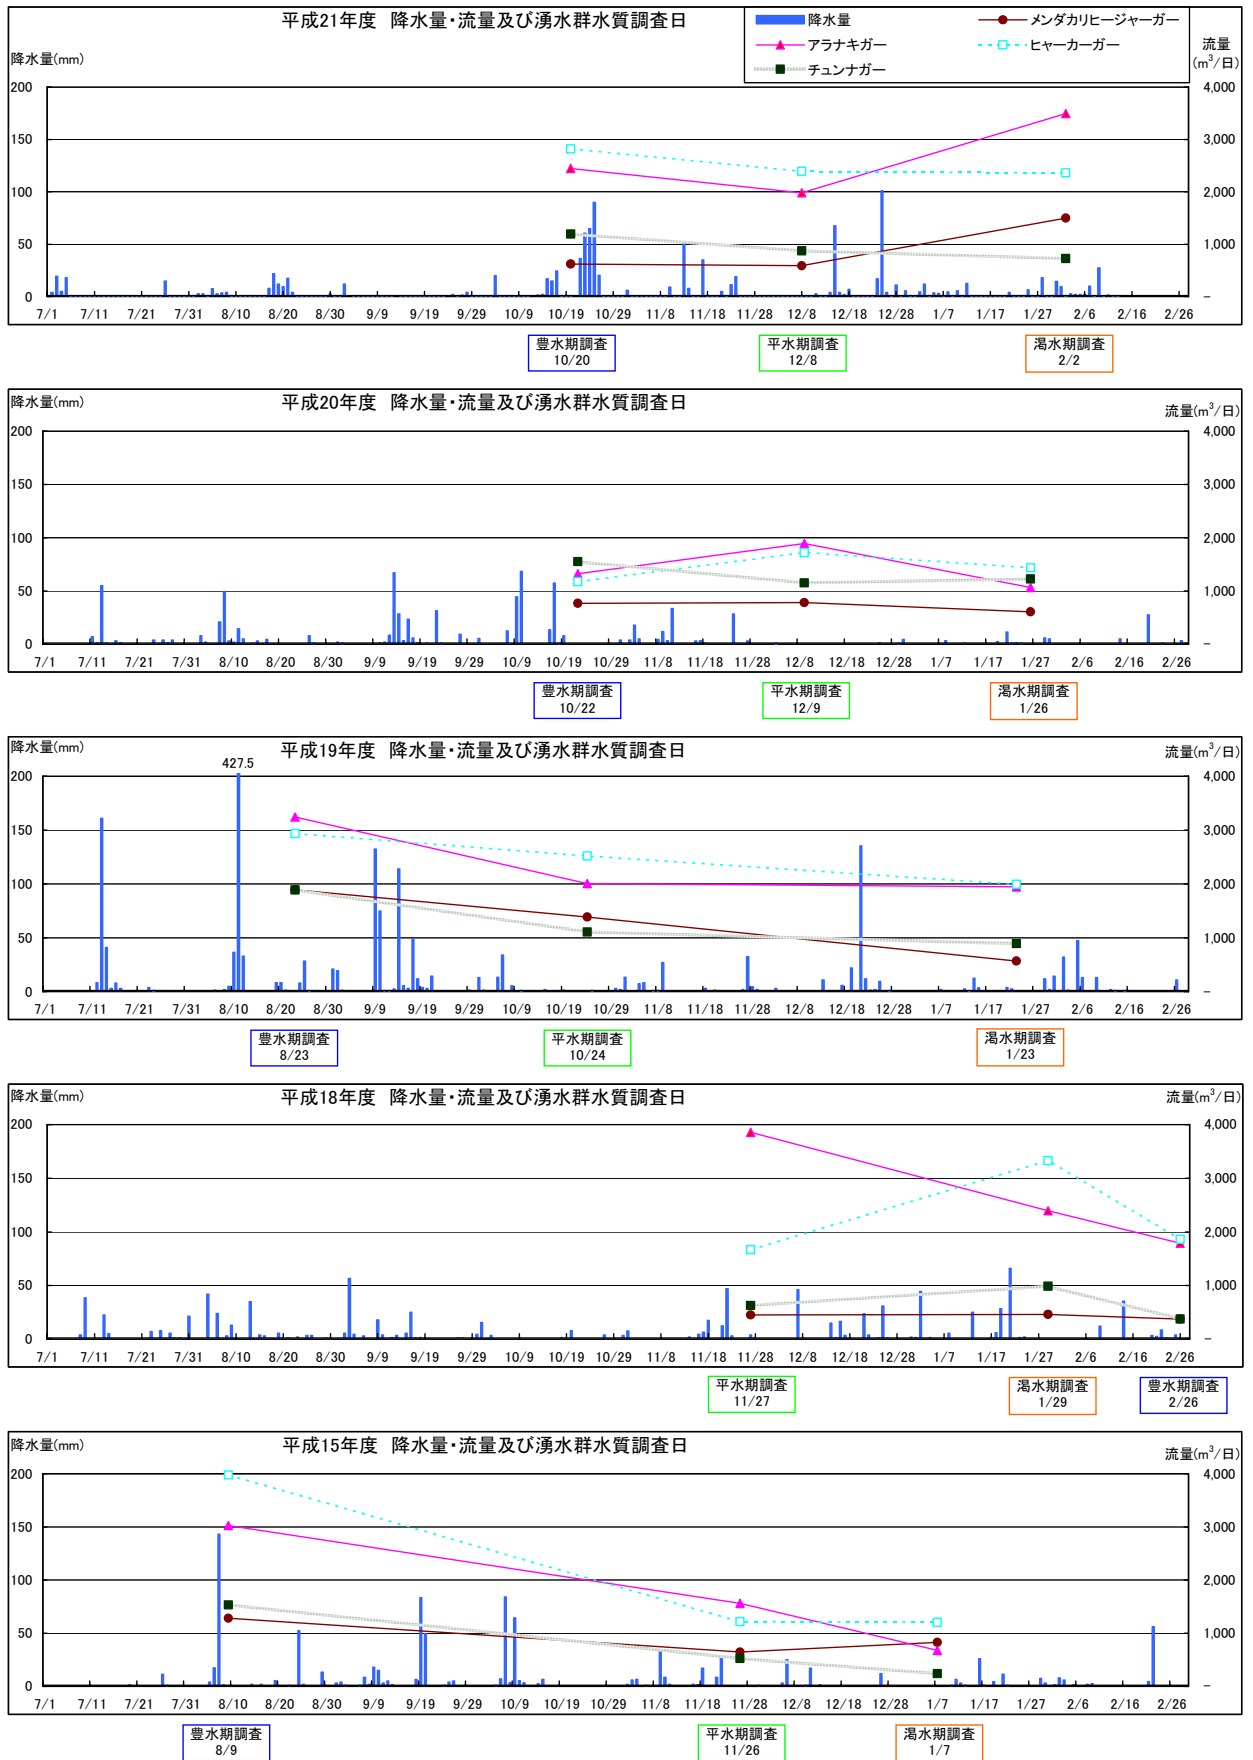 平成21年度 降水量・流量及び湧水群水質調査日
降水量
メンダカリヒージャーガー
アラナキガー
ヒャーカーガー
チュンナガー
降水量(mm)
流量
(m³/日)
200 4,000
150 3,000
100 2,000
50 1,000
0 –
7/1 7/11 7/21 7/31 8/10 8/20 8/30 9/9 9/19 9/29 10/9 10/19 10/29 11/8 11/18 11/28 12/8 12/18 12/28 1/7 1/17 1/27 2/6 2/16 2/26
豊水期調査 平水期調査 渇水期調査
10/20 12/8 2/2
降水量(mm) 平成20年度 降水量・流量及び湧水群水質調査日
流量(m³/日)
200 4,000
150 3,000
100 2,000
50 1,000
0 –
7/1 7/11 7/21 7/31 8/10 8/20 8/30 9/9 9/19 9/29 10/9 10/19 10/29 11/8 11/18 11/28 12/8 12/18 12/28 1/7 1/17 1/27 2/6 2/16 2/26
豊水期調査 平水期調査 渇水期調査
10/22 12/9 1/26
降水量(mm) 平成19年度 降水量・流量及び湧水群水質調査日 流量(m³/日)
427.5
200 4,000
150 3,000
100 2,000
50 1,000
0 –
7/1 7/11 7/21 7/31 8/10 8/20 8/30 9/9 9/19 9/29 10/9 10/19 10/29 11/8 11/18 11/28 12/8 12/18 12/28 1/7 1/17 1/27 2/6 2/16 2/26
豊水期調査 平水期調査 渇水期調査
8/23 10/24 1/23
降水量(mm) 平成18年度 降水量・流量及び湧水群水質調査日 流量(m³/日)
200 4,000
150 3,000
100 2,000
50 1,000
0 –
7/1 7/11 7/21 7/31 8/10 8/20 8/30 9/9 9/19 9/29 10/9 10/19 10/29 11/8 11/18 11/28 12/8 12/18 12/28 1/7 1/17 1/27 2/6 2/16 2/26
平水期調査 渇水期調査 豊水期調査
11/27 1/29 2/26
降水量(mm) 平成15年度 降水量・流量及び湧水群水質調査日 流量(m³/日)
200 4,000
150 3,000
100 2,000
50 1,000
0 –
7/1 7/11 7/21 7/31 8/10 8/20 8/30 9/9 9/19 9/29 10/9 10/19 10/29 11/8 11/18 11/28 12/8 12/18 12/28 1/7 1/17 1/27 2/6 2/16 2/26
豊水期調査 平水期調査 渇水期調査
8/9 11/26 1/7